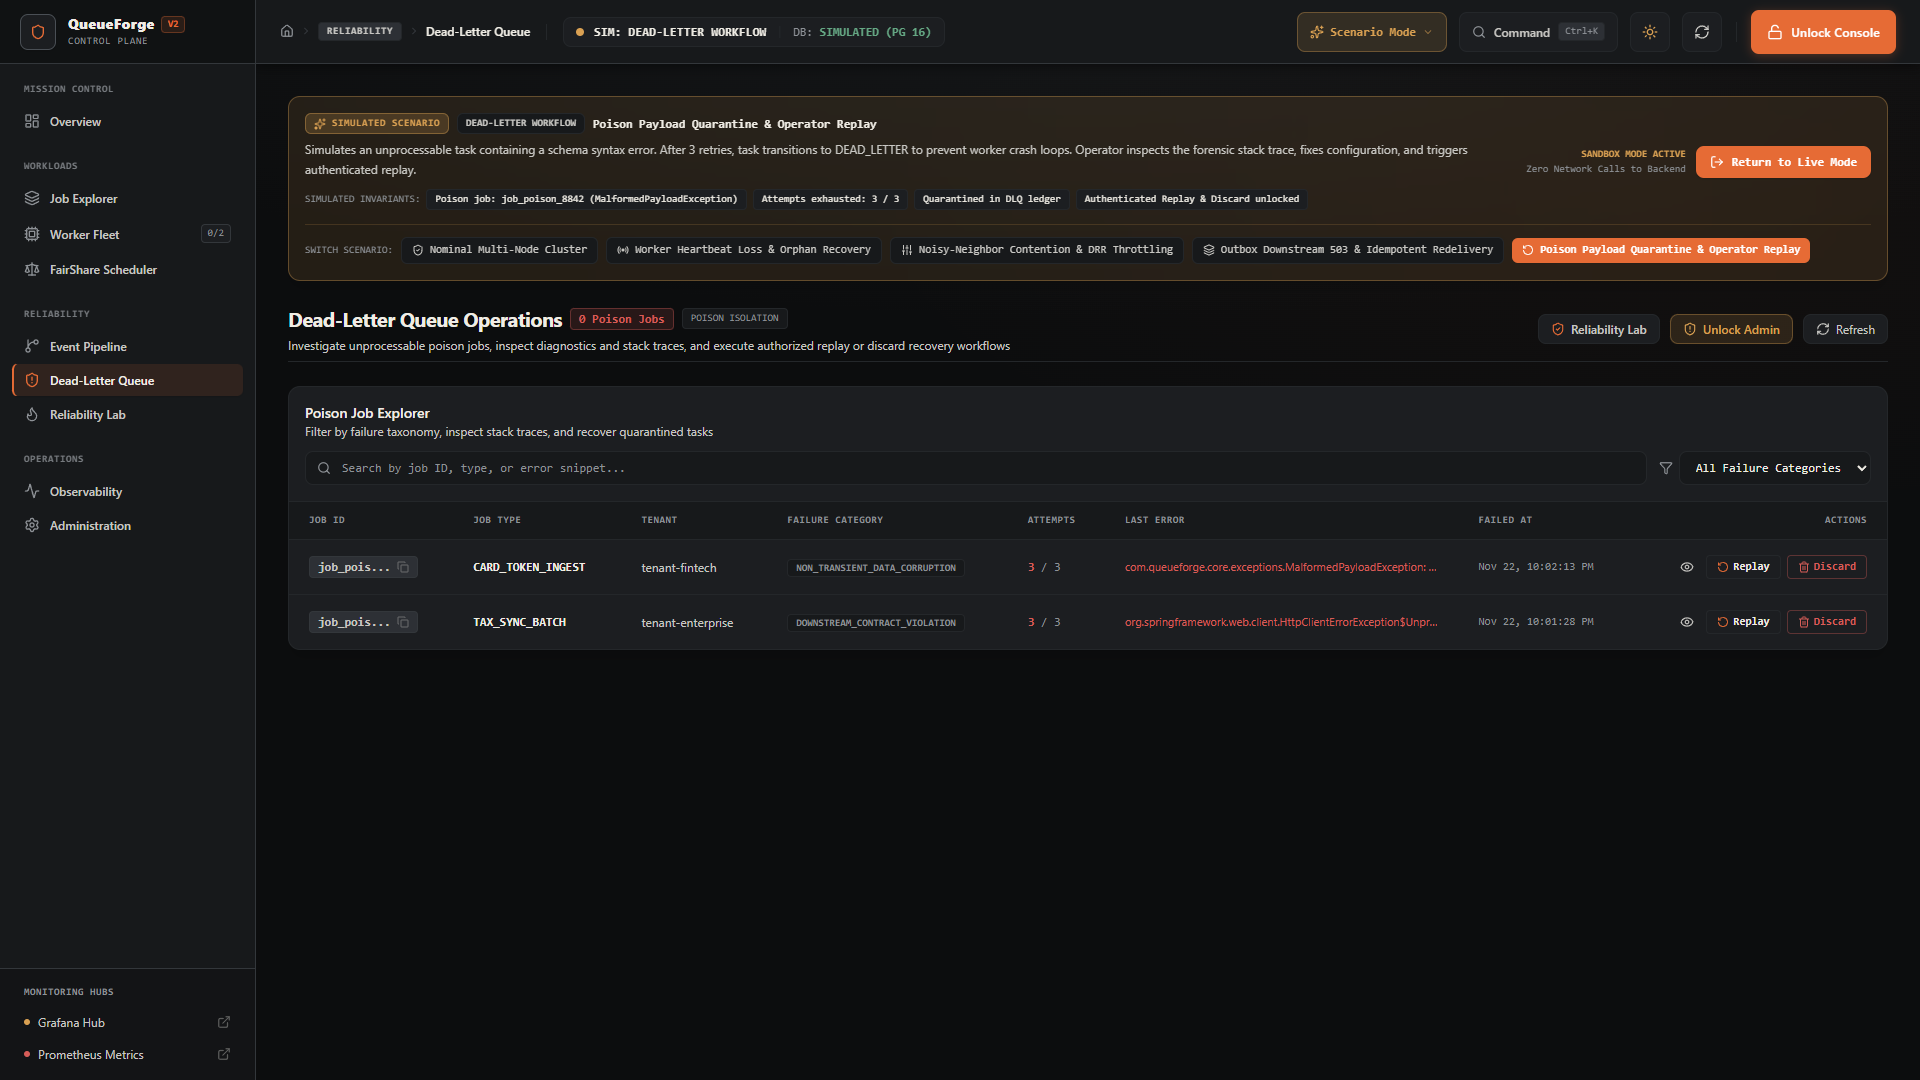 QueueForge V2
CONTROL PLANE
MISSION CONTROL
Overview
WORKLOADS
Job Explorer
Worker Fleet 0/2
FairShare Scheduler
RELIABILITY
Event Pipeline
Dead-Letter Queue
Reliability Lab
OPERATIONS
Observability
Administration
MONITORING HUBS
Grafana Hub
Prometheus Metrics
RELIABILITY Dead-Letter Queue SIM: DEAD-LETTER WORKFLOW DB: SIMULATED (PG 16) Scenario Mode Command Ctrl+K Unlock Console
SIMULATED SCENARIO DEAD-LETTER WORKFLOW Poison Payload Quarantine & Operator Replay
Simulates an unprocessable task containing a schema syntax error. After 3 retries, task transitions to DEAD_LETTER to prevent worker crash loops. Operator inspects the forensic stack trace, fixes configuration, and triggers
authenticated replay.
SANDBOX MODE ACTIVE
Zero Network Calls to Backend
Return to Live Mode
SIMULATED INVARIANTS: Poison job: job_poison_8842 (MalformedPayloadException) Attempts exhausted: 3 / 3 Quarantined in DLQ ledger Authenticated Replay & Discard unlocked
SWITCH SCENARIO: Nominal Multi-Node Cluster Worker Heartbeat Loss & Orphan Recovery Noisy-Neighbor Contention & DRR Throttling Outbox Downstream 503 & Idempotent Redelivery Poison Payload Quarantine & Operator Replay
Dead-Letter Queue Operations 0 Poison Jobs POISON ISOLATION
Investigate unprocessable poison jobs, inspect diagnostics and stack traces, and execute authorized replay or discard recovery workflows
Reliability Lab Unlock Admin Refresh
Poison Job Explorer
Filter by failure taxonomy, inspect stack traces, and recover quarantined tasks
Search by job ID, type, or error snippet... All Failure Categories
JOB ID JOB TYPE TENANT FAILURE CATEGORY ATTEMPTS LAST ERROR FAILED AT ACTIONS
job_pois... CARD_TOKEN_INGEST tenant-fintech NON_TRANSIENT_DATA_CORRUPTION 3 / 3 com.queueforge.core.exceptions.MalformedPayloadException: ... Nov 22, 10:02:13 PM Replay Discard
job_pois... TAX_SYNC_BATCH tenant-enterprise DOWNSTREAM_CONTRACT_VIOLATION 3 / 3 org.springframework.web.client.HttpClientErrorException$Unpr... Nov 22, 10:01:28 PM Replay Discard